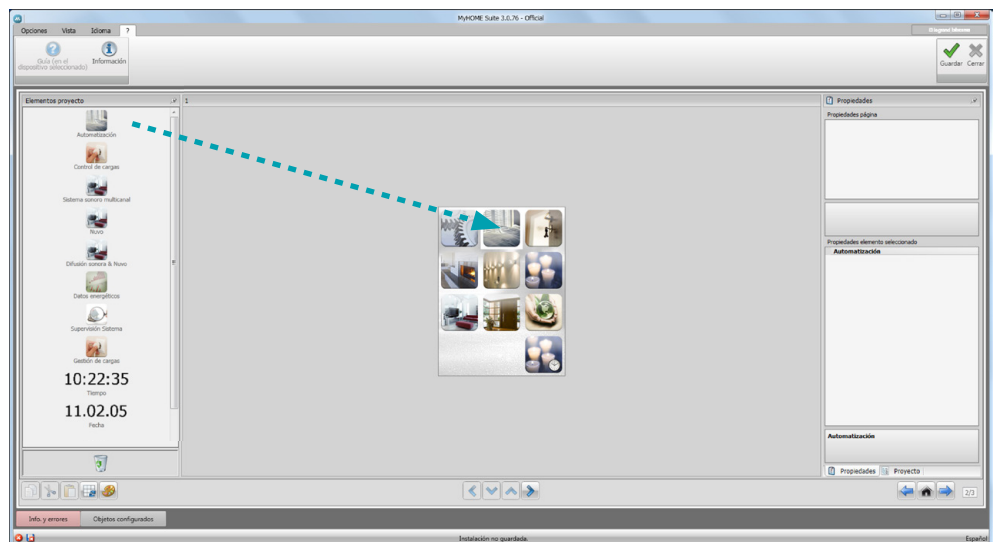 MyHOME Suite 3.0.76 - Official
Opciones Vista Idioma ?
Guía (en el dispositivo seleccionado)
Información
Guardar Cerrar
Elementos proyecto
1
Propiedades
Propiedades página
Automatización
Control de cargas
Sistema sonoro multicanal
Nuvo
Difusión sonora & Nuvo
Datos energéticos
Supervisión Sistema
Gestión de cargas
10:22:35
Tiempo
11.02.05
Fecha
Propiedades elemento seleccionado
Automatización
Automatización
Propiedades Proyecto
2/3
Info. y errores Objetos configurados
Instalación no guardada.
Español